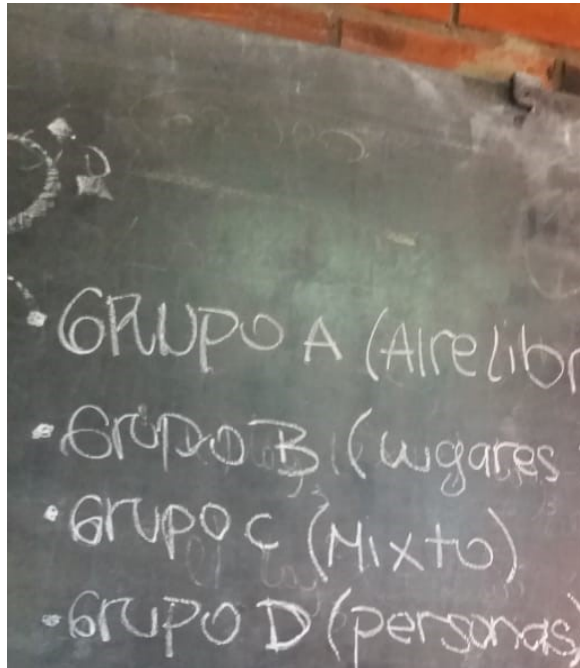 • GRUPO A (Aire libr
• Grupo B (lugares
• Grupo C (Mixto)
• Grupo D (personas)